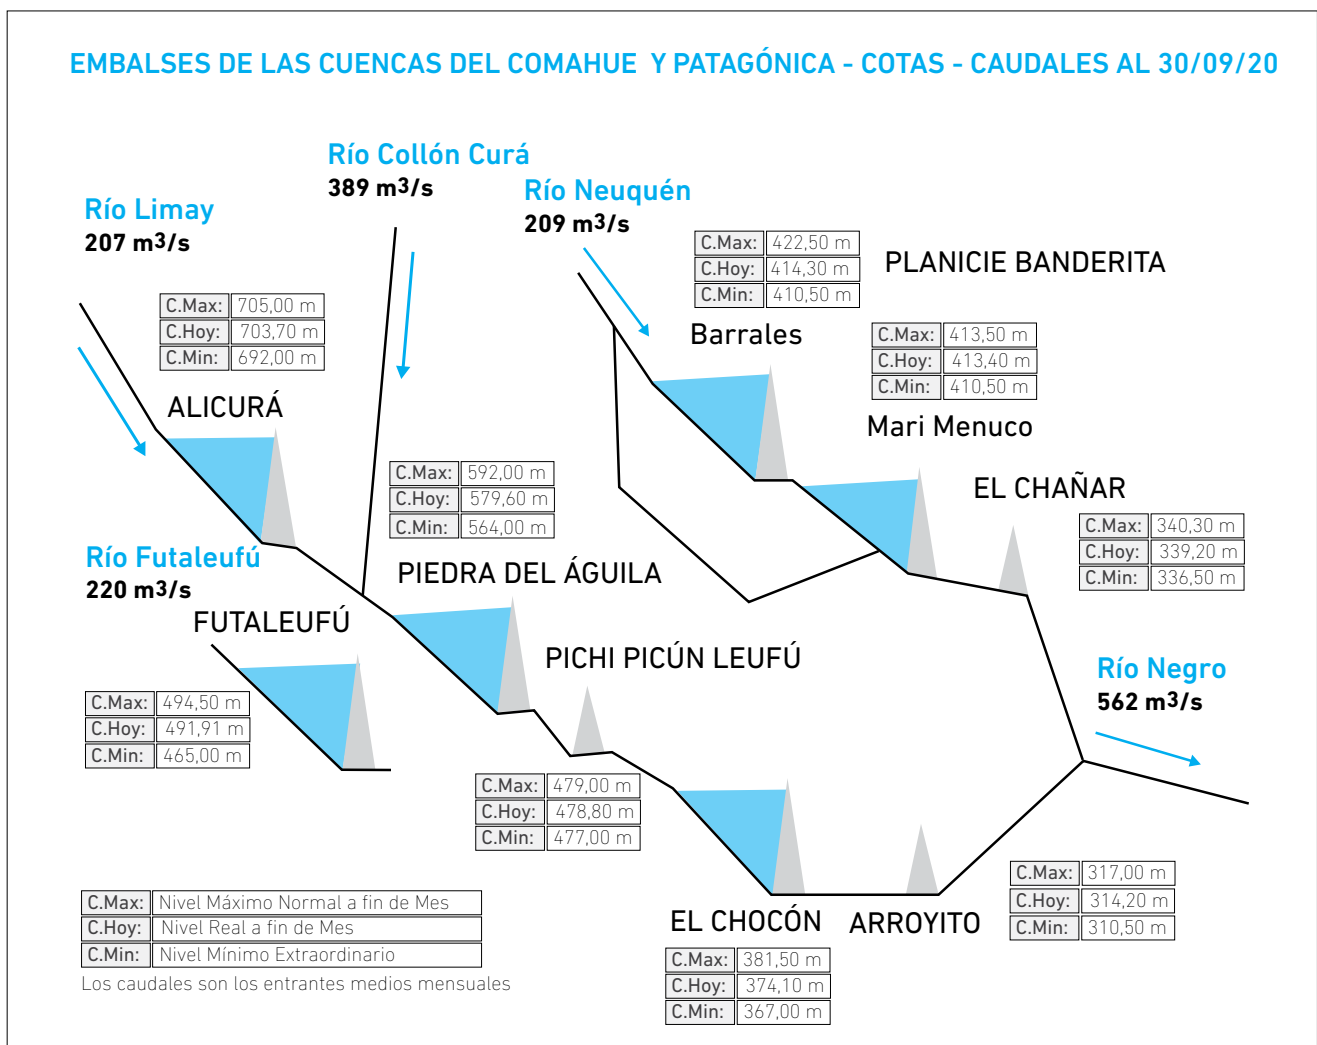 EMBALSES DE LAS CUENCAS DEL COMAHUE Y PATAGÓNICA - COTAS - CAUDALES AL 30/09/20
Río Collón Curá
389 m3/s
Río Neuquén
209 m3/s
Río Limay
207 m3/s
C.Max: 422,50 m
C.Hoy: 414,30 m
C.Min: 410,50 m
PLANICIE BANDERITA
Barrales
C.Max: 705,00 m
C.Hoy: 703,70 m
C.Min: 692,00 m
ALICURÁ
C.Max: 413,50 m
C.Hoy: 413,40 m
C.Min: 410,50 m
Mari Menuco
C.Max: 592,00 m
C.Hoy: 579,60 m
C.Min: 564,00 m
PIEDRA DEL ÁGUILA
EL CHAÑAR
C.Max: 340,30 m
C.Hoy: 339,20 m
C.Min: 336,50 m
Río Futaleufú
220 m3/s
FUTALEUFÚ
C.Max: 494,50 m
C.Hoy: 491,91 m
C.Min: 465,00 m
PICHI PICÚN LEUFÚ
C.Max: 479,00 m
C.Hoy: 478,80 m
C.Min: 477,00 m
Río Negro
562 m3/s
EL CHOCÓN
C.Max: 381,50 m
C.Hoy: 374,10 m
C.Min: 367,00 m
ARROYITO
C.Max: 317,00 m
C.Hoy: 314,20 m
C.Min: 310,50 m
C.Max: Nivel Máximo Normal a fin de Mes
C.Hoy: Nivel Real a fin de Mes
C.Min: Nivel Mínimo Extraordinario
Los caudales son los entrantes medios mensuales